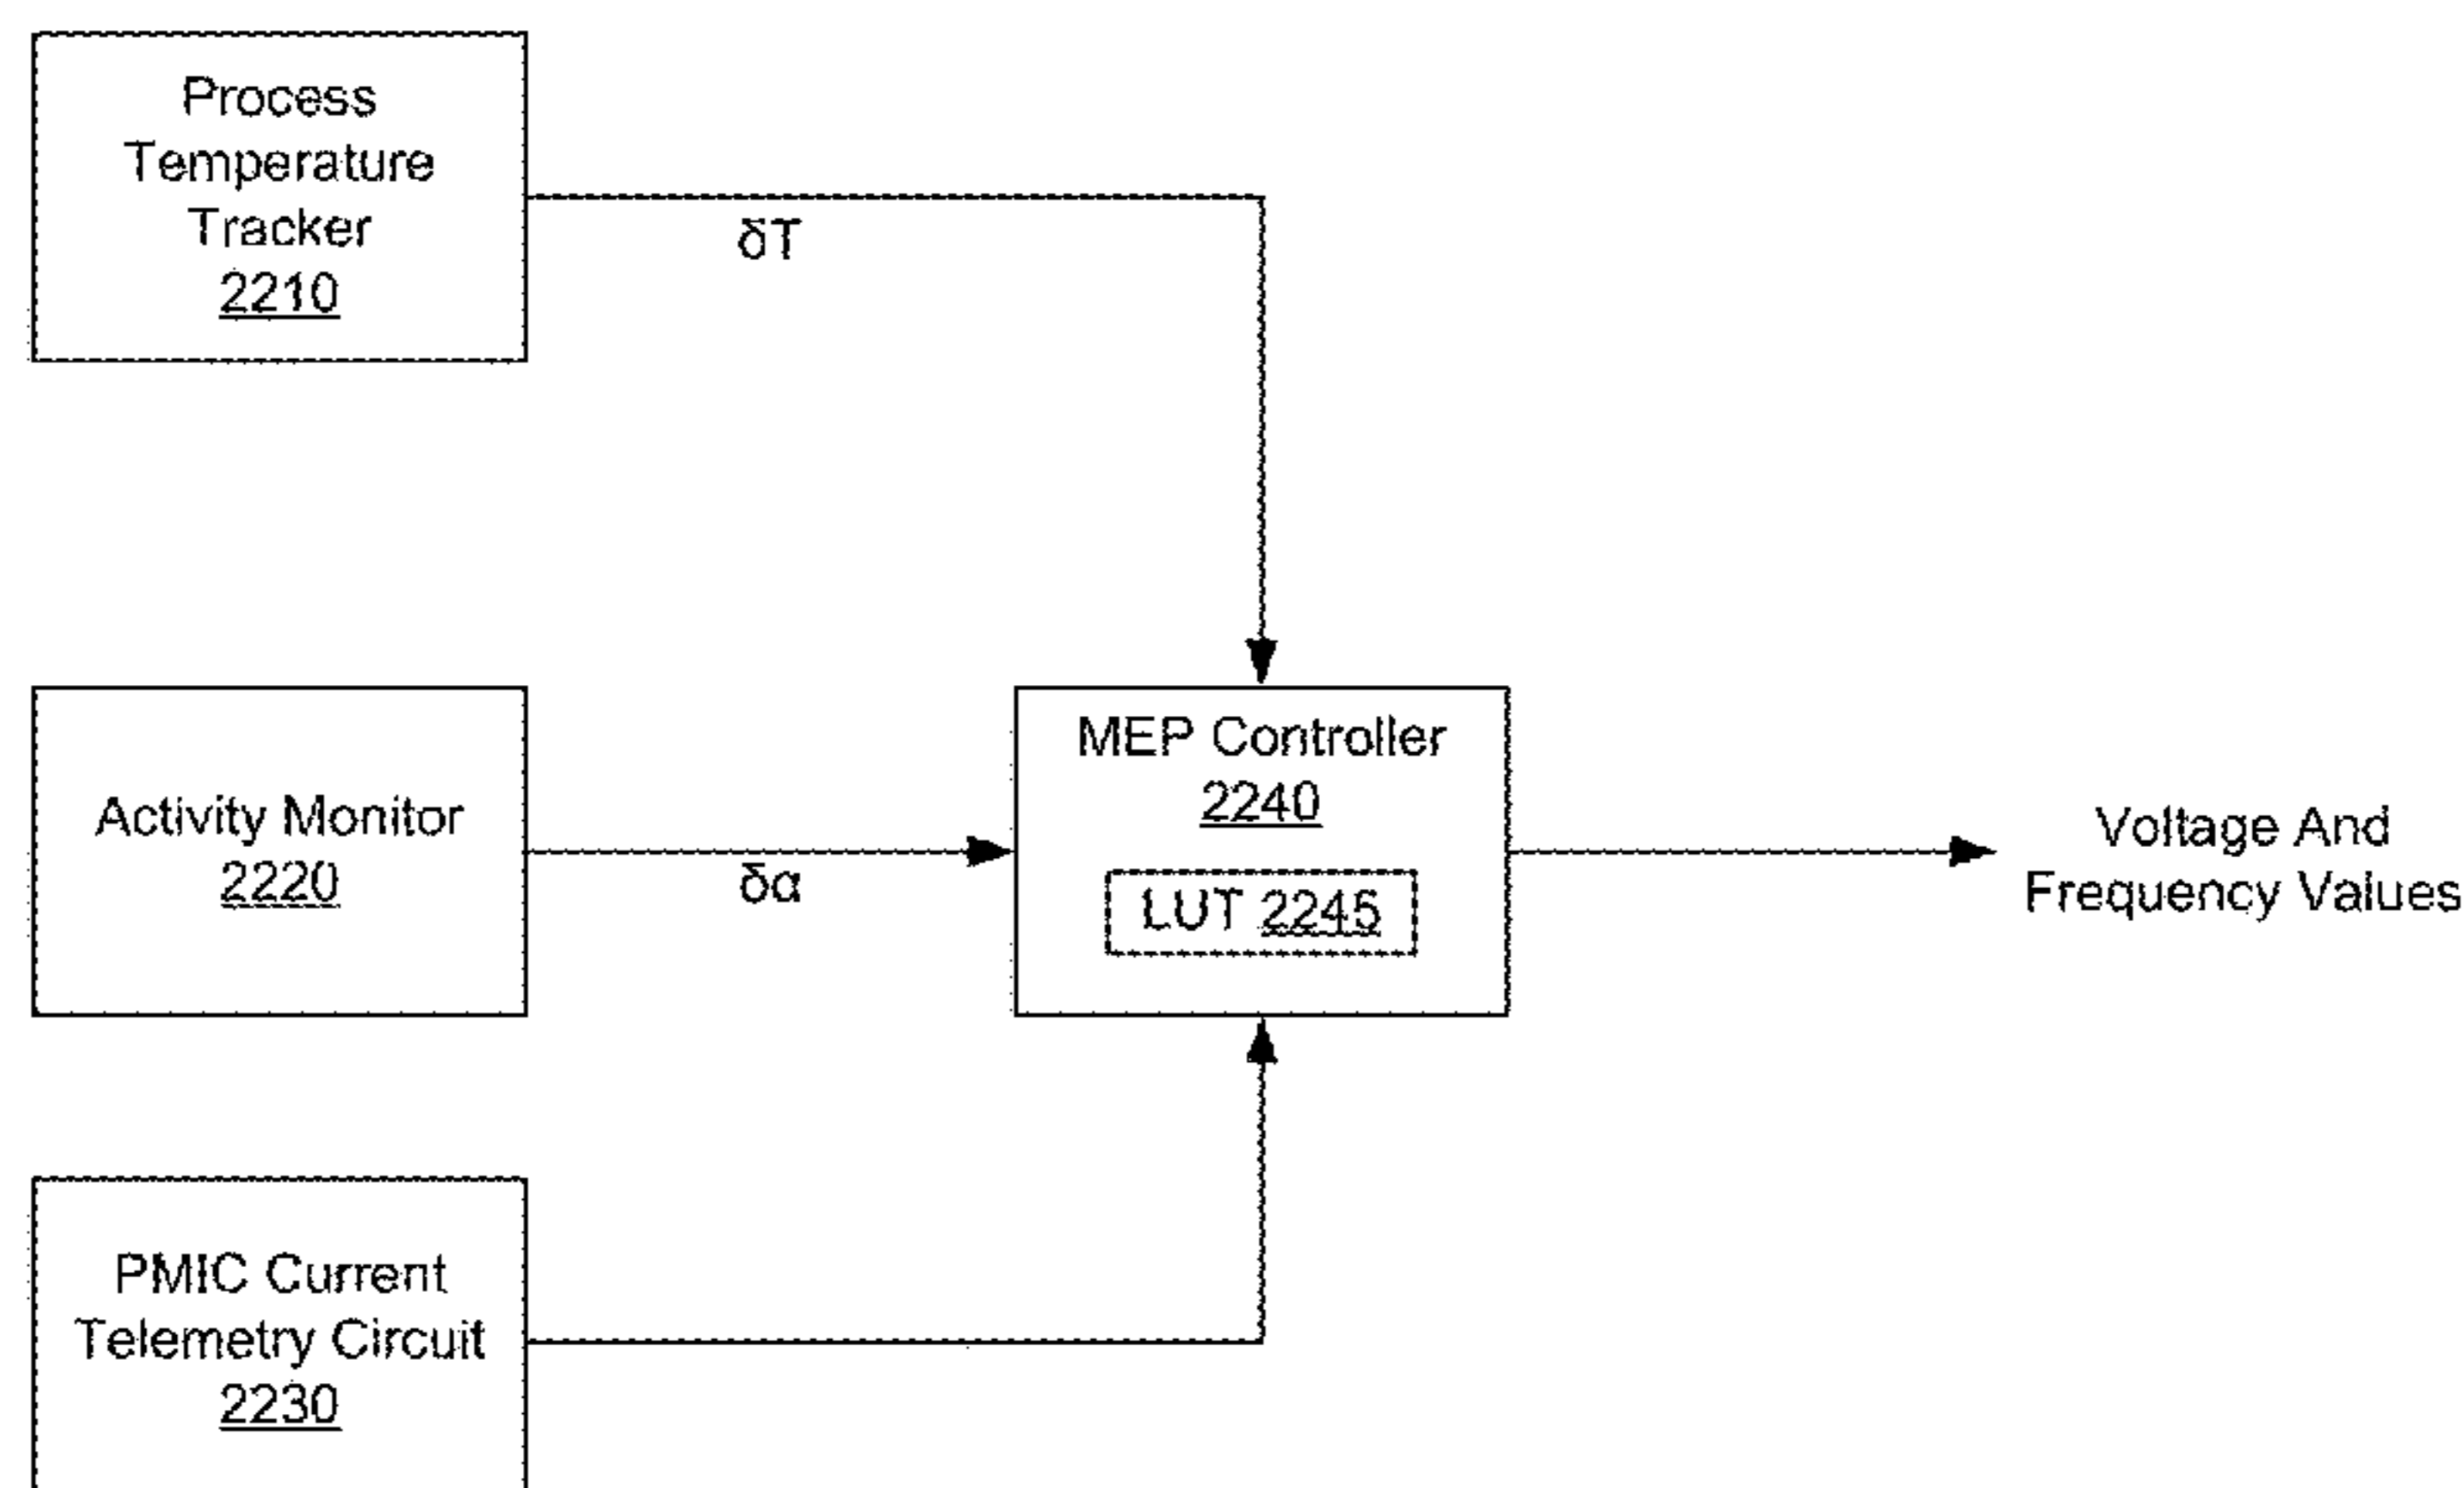 Process
Temperature
Tracker
2210
δT
Activity Monitor
2220
δα
MEP Controller
2240
LUT 2245
Voltage And
Frequency Values
PMIC Current
Telemetry Circuit
2230